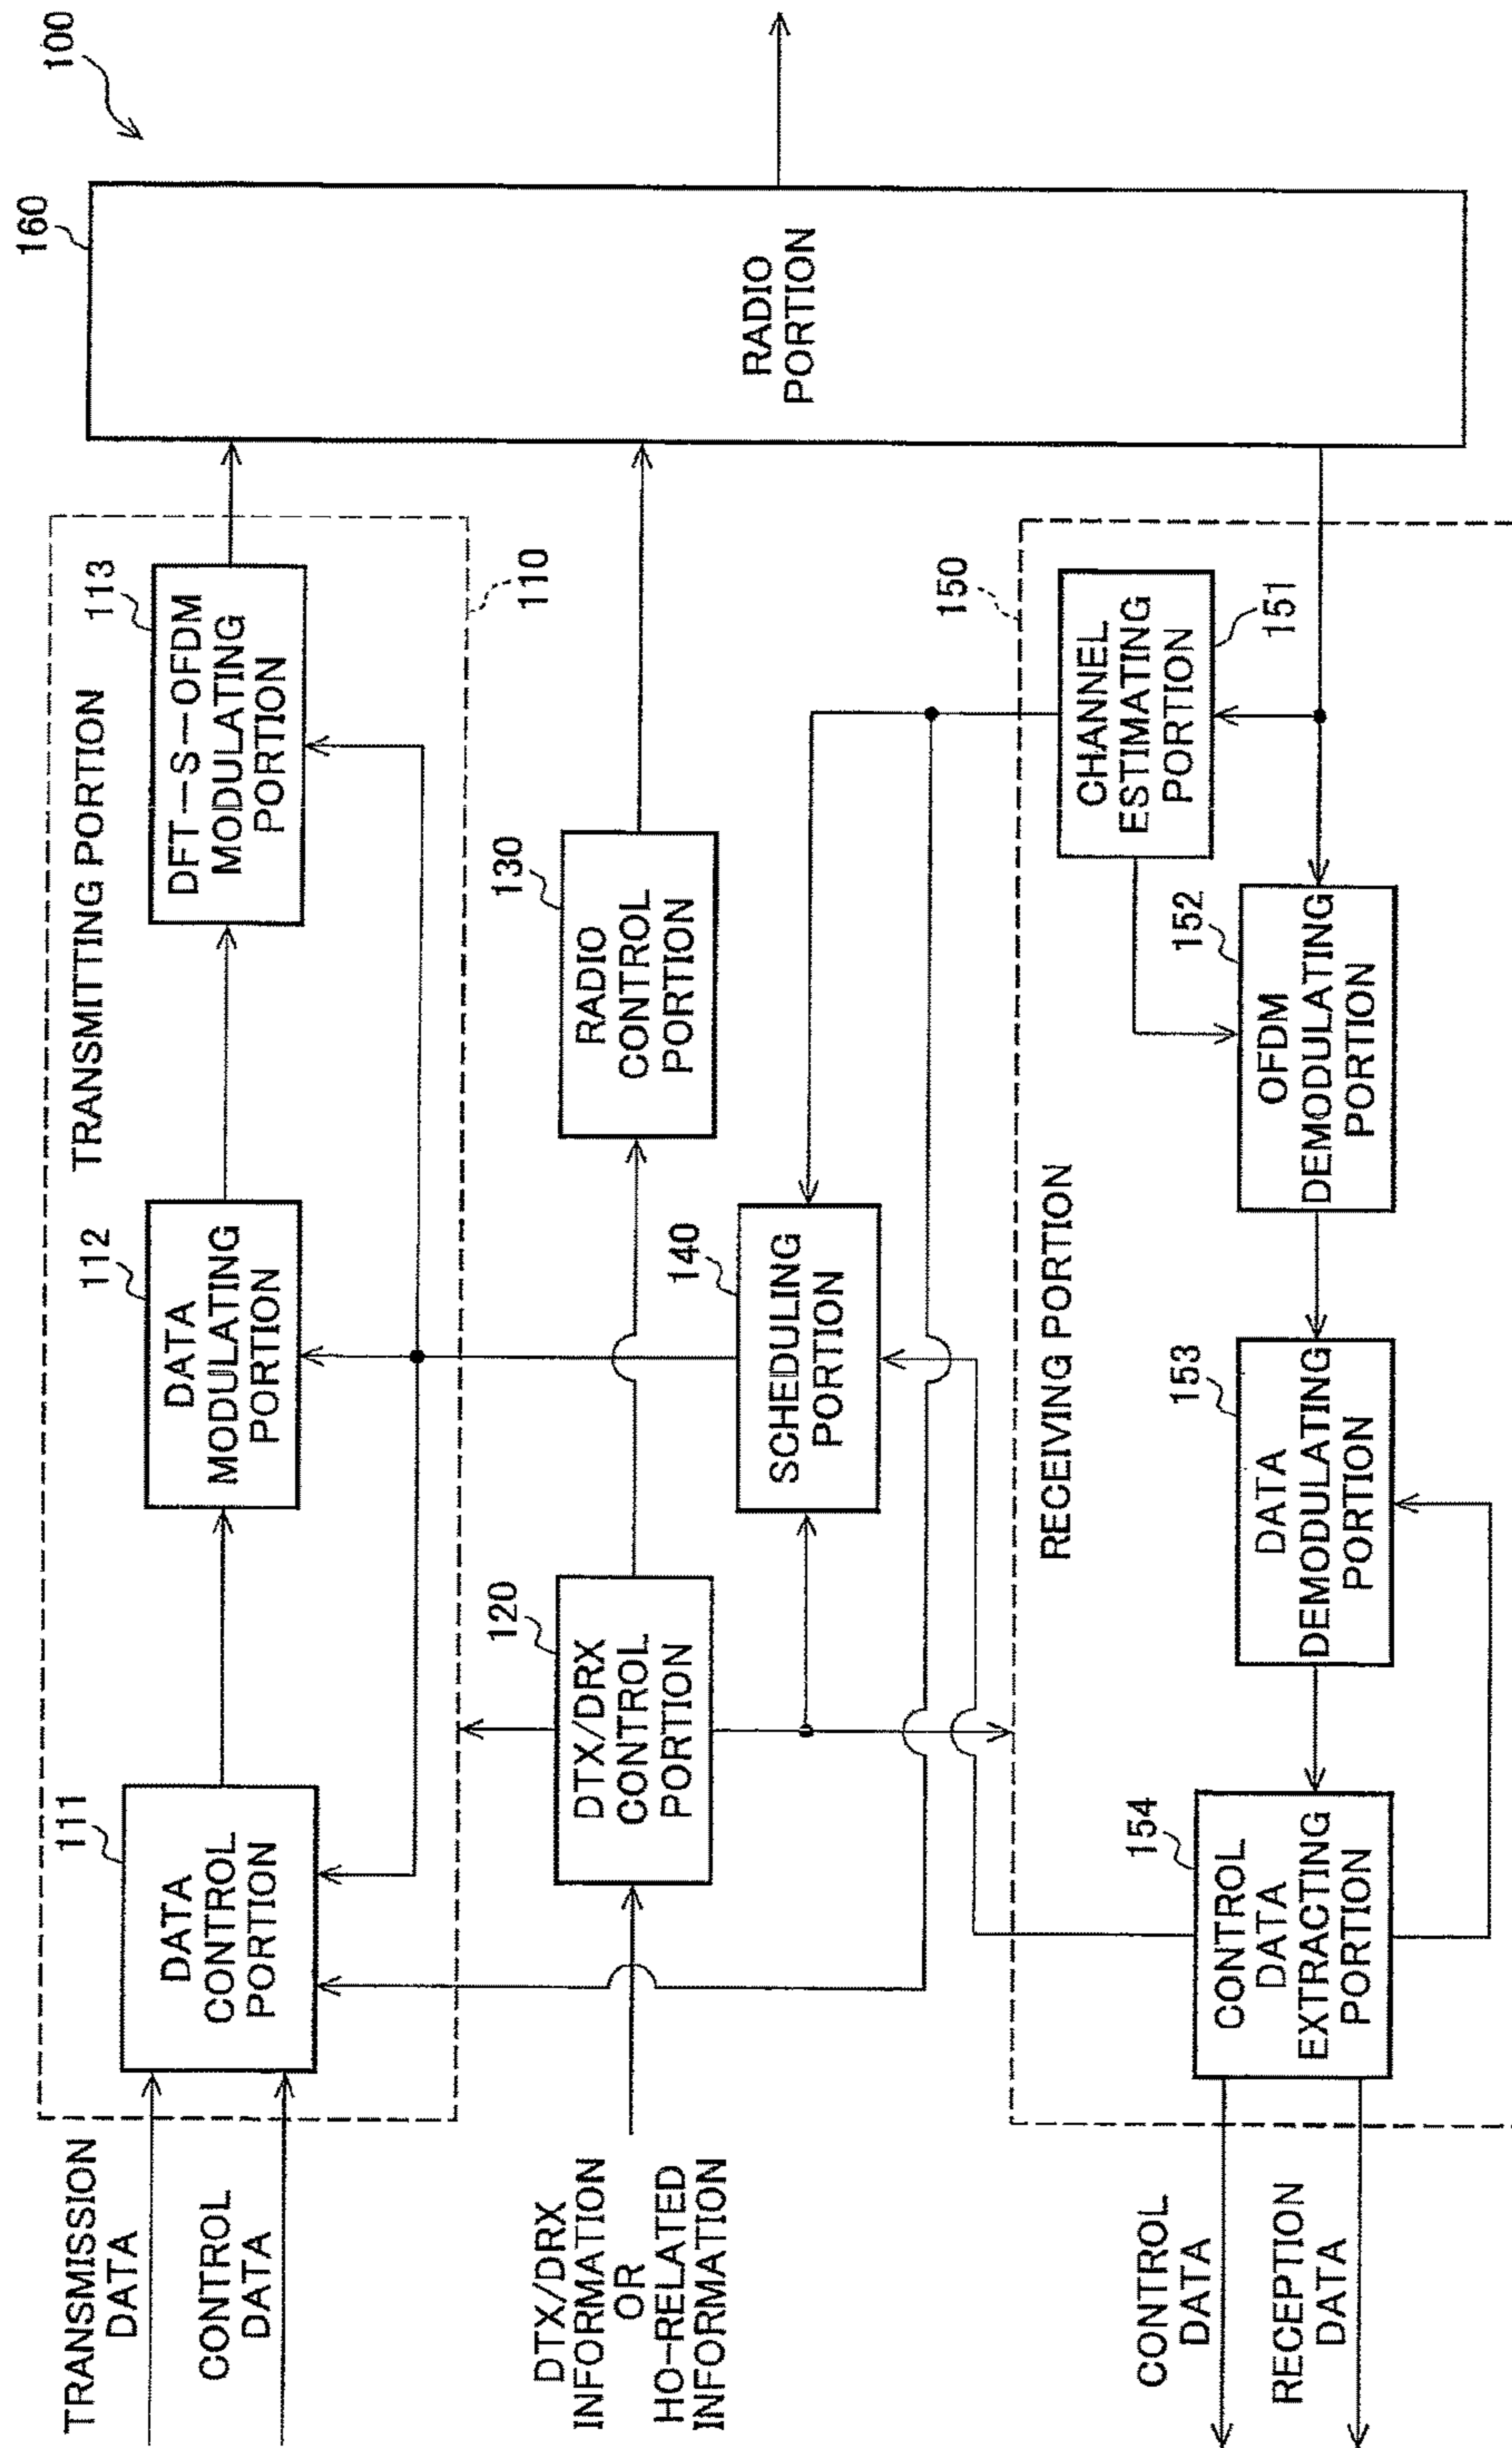 100
160
RADIO
PORTION
TRANSMITTING PORTION
110
111
DATA
CONTROL
PORTION
112
DATA
MODULATING
PORTION
113
DFT-S-OFDM
MODULATING
PORTION
TRANSMISSION
DATA
CONTROL
DATA
DTX/DRX
INFORMATION
OR
HO-RELATED
INFORMATION
120
DTX/DRX
CONTROL
PORTION
130
RADIO
CONTROL
PORTION
140
SCHEDULING
PORTION
RECEIVING PORTION
150
CHANNEL
ESTIMATING
PORTION
151
152
OFDM
DEMODULATING
PORTION
153
DATA
DEMODULATING
PORTION
154
CONTROL
DATA
EXTRACTING
PORTION
CONTROL
DATA
RECEPTION
DATA